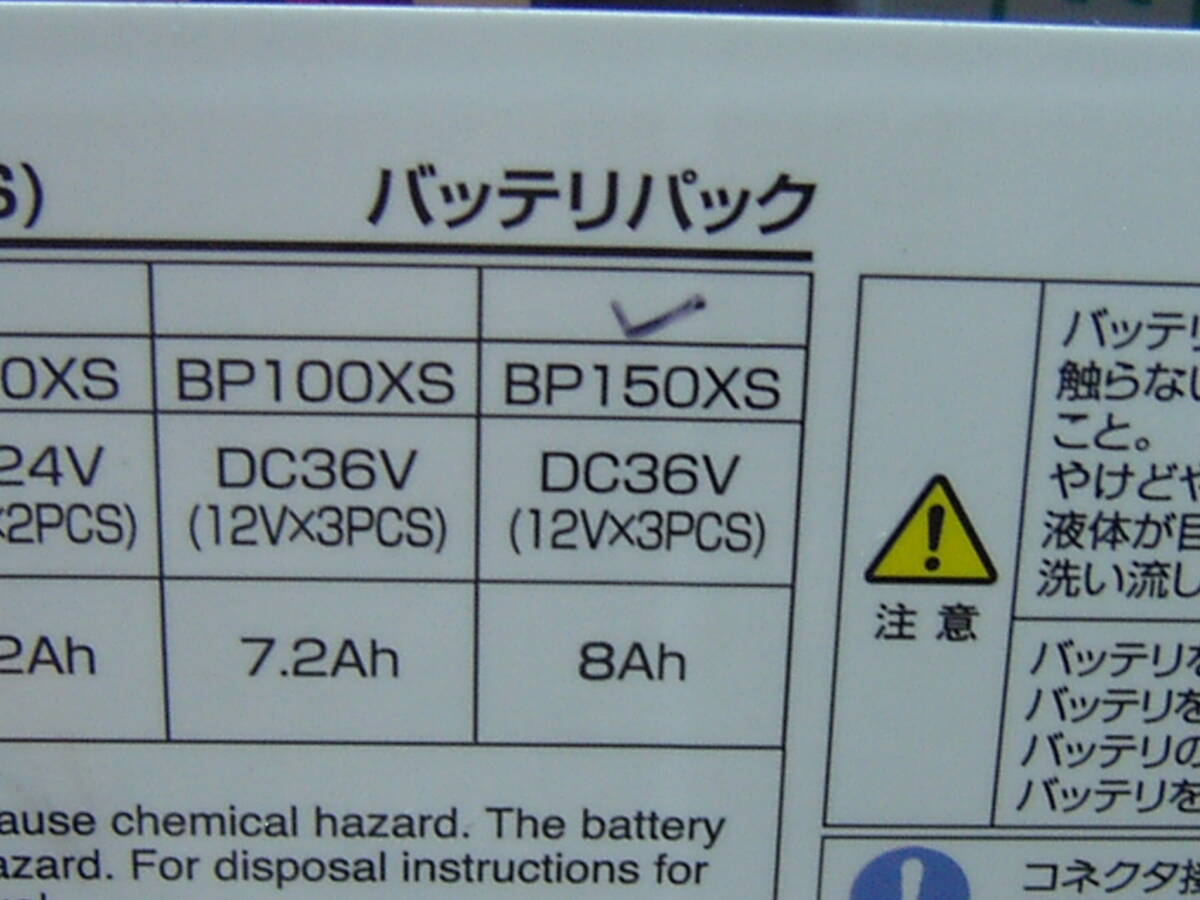 S) バッテリパック
0XS BP100XS BP150XS
24V DC36V DC36V
×2PCS) (12V×3PCS) (12V×3PCS)
2Ah 7.2Ah 8Ah
ause chemical hazard. The battery
azard. For disposal instructions for
注意
バッテリ
触らない
こと。
やけどや
液体が目
洗い流し
バッテリを
バッテリを
バッテリの
バッテリを
コネクタ接